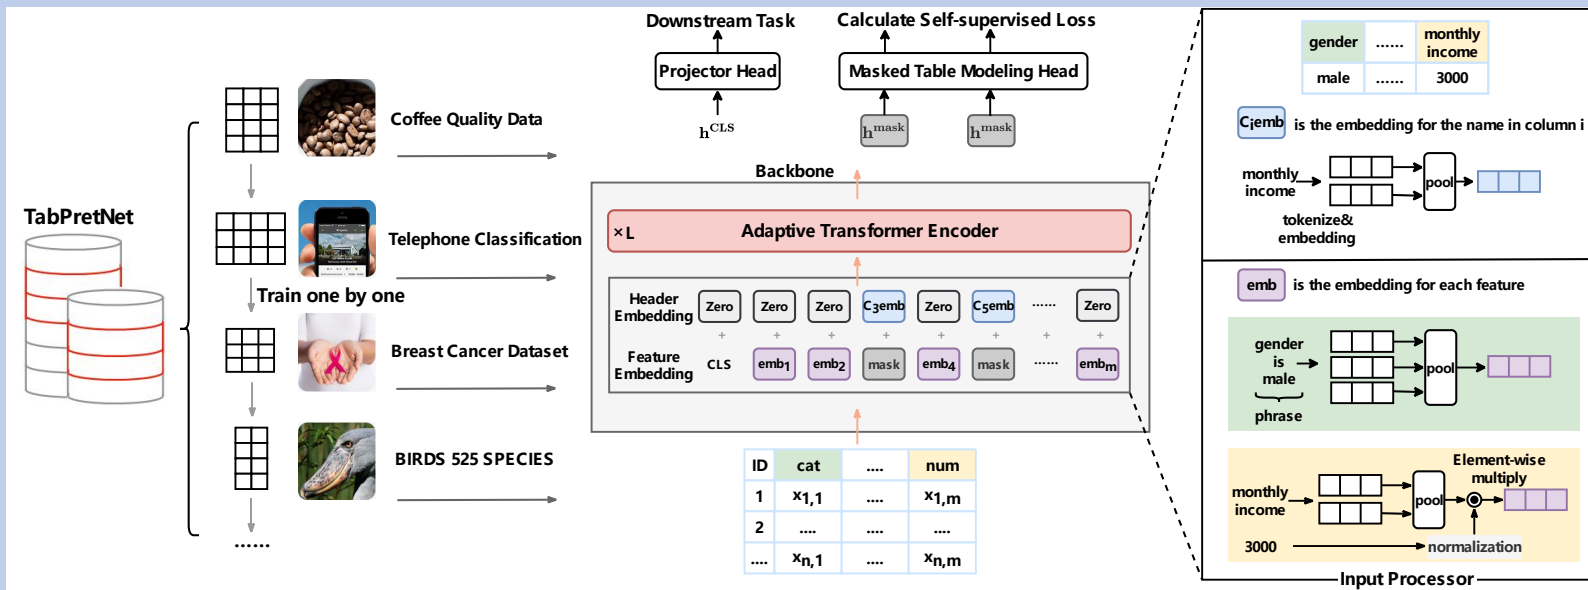 TabPretNet
Coffee Quality Data
Telephone Classification
Train one by one
Breast Cancer Dataset
BIRDS 525 SPECIES
......
Downstream Task
Projector Head
h^CLS
Calculate Self-supervised Loss
Masked Table Modeling Head
h^mask h^mask
Backbone
×L Adaptive Transformer Encoder
Header Embedding Zero Zero Zero C₃emb Zero C₅emb ...... Zero
+ + + + + + + +
Feature Embedding CLS emb₁ emb₂ mask emb₄ mask ...... embₘ
ID cat .... num
1 x₁,₁ .... x₁,ₘ
2 .... .... ....
.... xₙ,₁ .... xₙ,ₘ
gender ...... monthly income
male ...... 3000
Cᵢemb is the embedding for the name in column i
monthly
income
pool
tokenize&
embedding
emb is the embedding for each feature
gender
is
male
phrase
pool
Element-wise
multiply
monthly
income
pool
3000
normalization
Input Processor